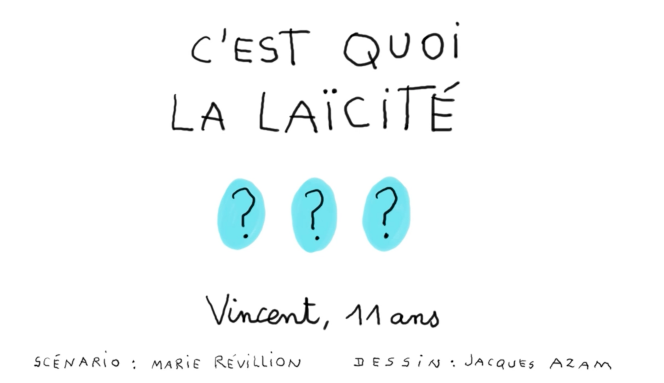 C'EST QUOI
LA LAÏCITÉ
? ? ?
Vincent, 11 ans
SCÉNARIO : MARIE RÉVILLION DESSIN : JACQUES AZAM